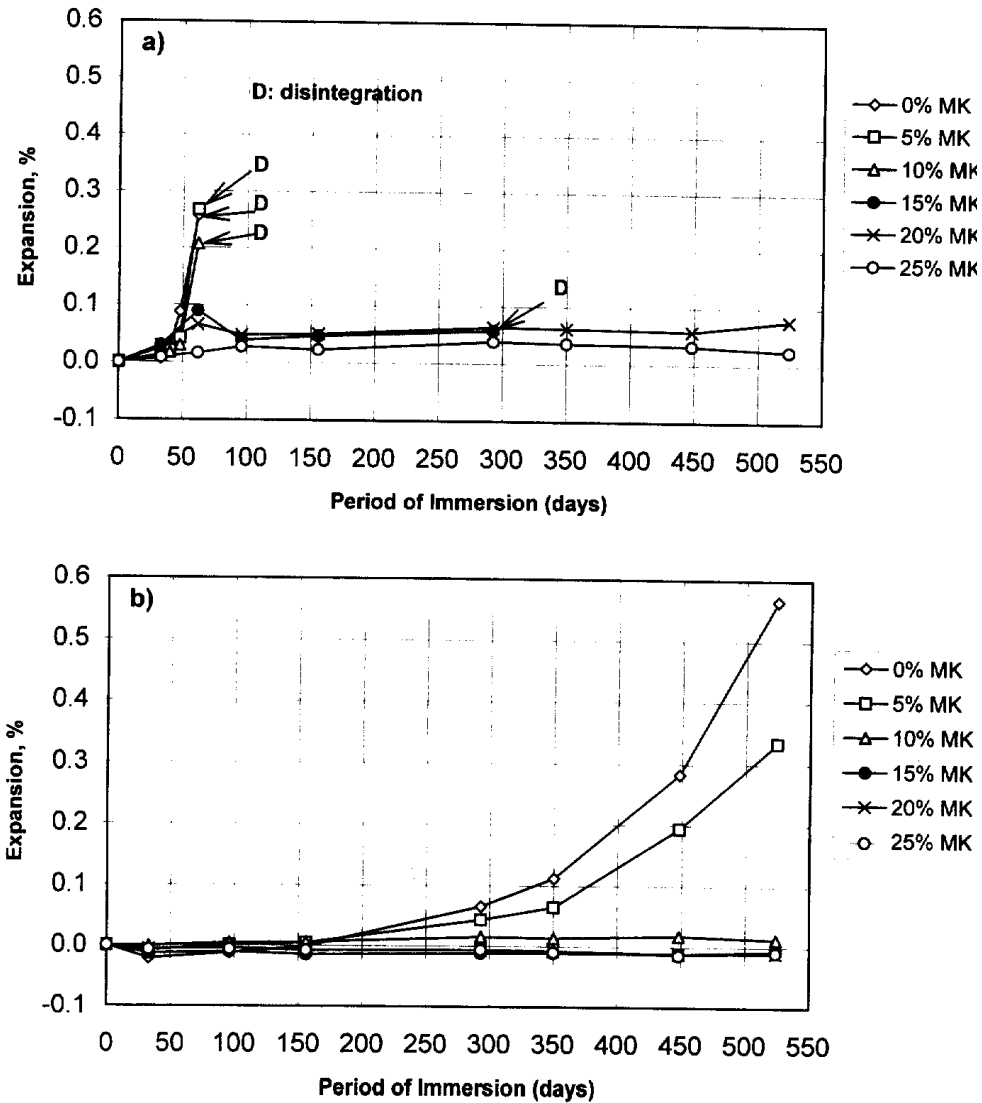 a)
D: disintegration
D
D
D
D
0.6
0.5
0.4
0.3
0.2
0.1
0.0
-0.1
Expansion, %
0 50 100 150 200 250 300 350 400 450 500 550
Period of Immersion (days)
0% MK
5% MK
10% MK
15% MK
20% MK
25% MK
b)
0.6
0.5
0.4
0.3
0.2
0.1
0.0
-0.1
Expansion, %
0 50 100 150 200 250 300 350 400 450 500 550
Period of Immersion (days)
0% MK
5% MK
10% MK
15% MK
20% MK
25% MK